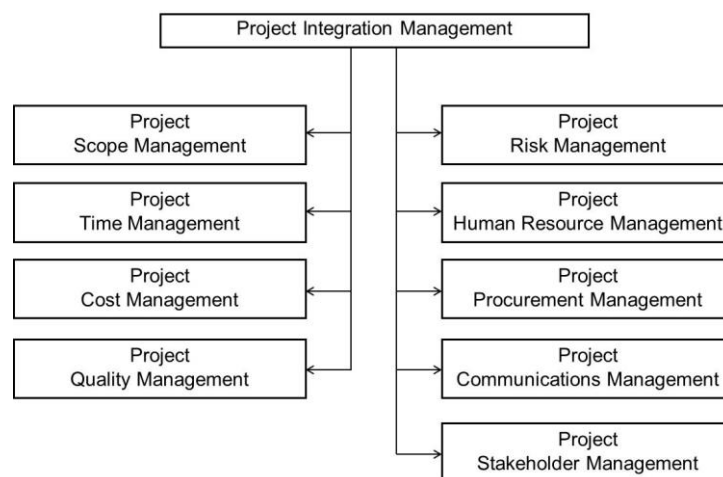 Project Integration Management
Project
Scope Management
Project
Risk Management
Project
Time Management
Project
Human Resource Management
Project
Cost Management
Project
Procurement Management
Project
Quality Management
Project
Communications Management
Project
Stakeholder Management